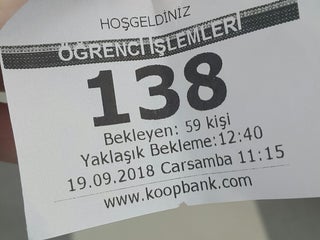 HOŞGELDİNİZ
ÖĞRENCİ İŞLEMLERİ
138
Bekleyen: 59 kişi
Yaklaşık Bekleme:12:40
19.09.2018 Carsamba 11:15
www.koopbank.com